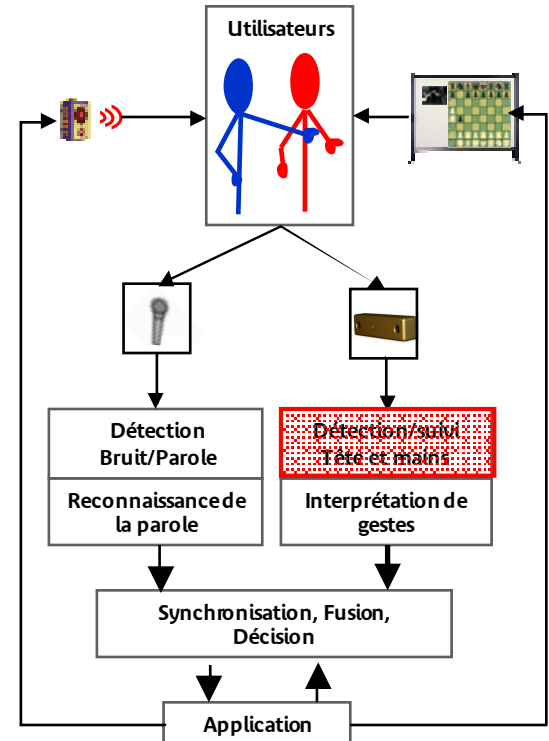 Utilisateurs
Détection
Bruit/Parole
Reconnaissance de
la parole
Détection/suivi
Tête et mains
Interprétation de
gestes
Synchronisation, Fusion,
Décision
Application